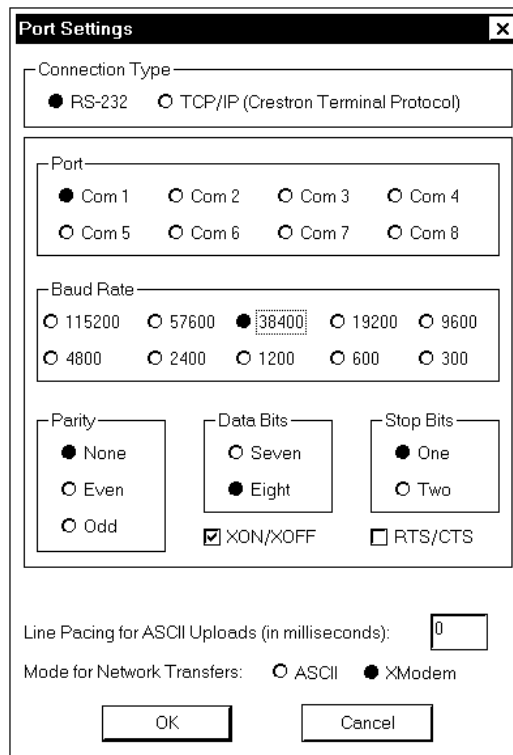 Port Settings
Connection Type
RS-232 TCP/IP (Crestron Terminal Protocol)
Port
Com 1 Com 2 Com 3 Com 4
Com 5 Com 6 Com 7 Com 8
Baud Rate
115200 57600 38400 19200 9600
4800 2400 1200 600 300
Parity
None
Even
Odd
Data Bits
Seven
Eight
Stop Bits
One
Two
XON/XOFF RTS/CTS
Line Pacing for ASCII Uploads (in milliseconds): 0
Mode for Network Transfers: ASCII XModem
OK Cancel